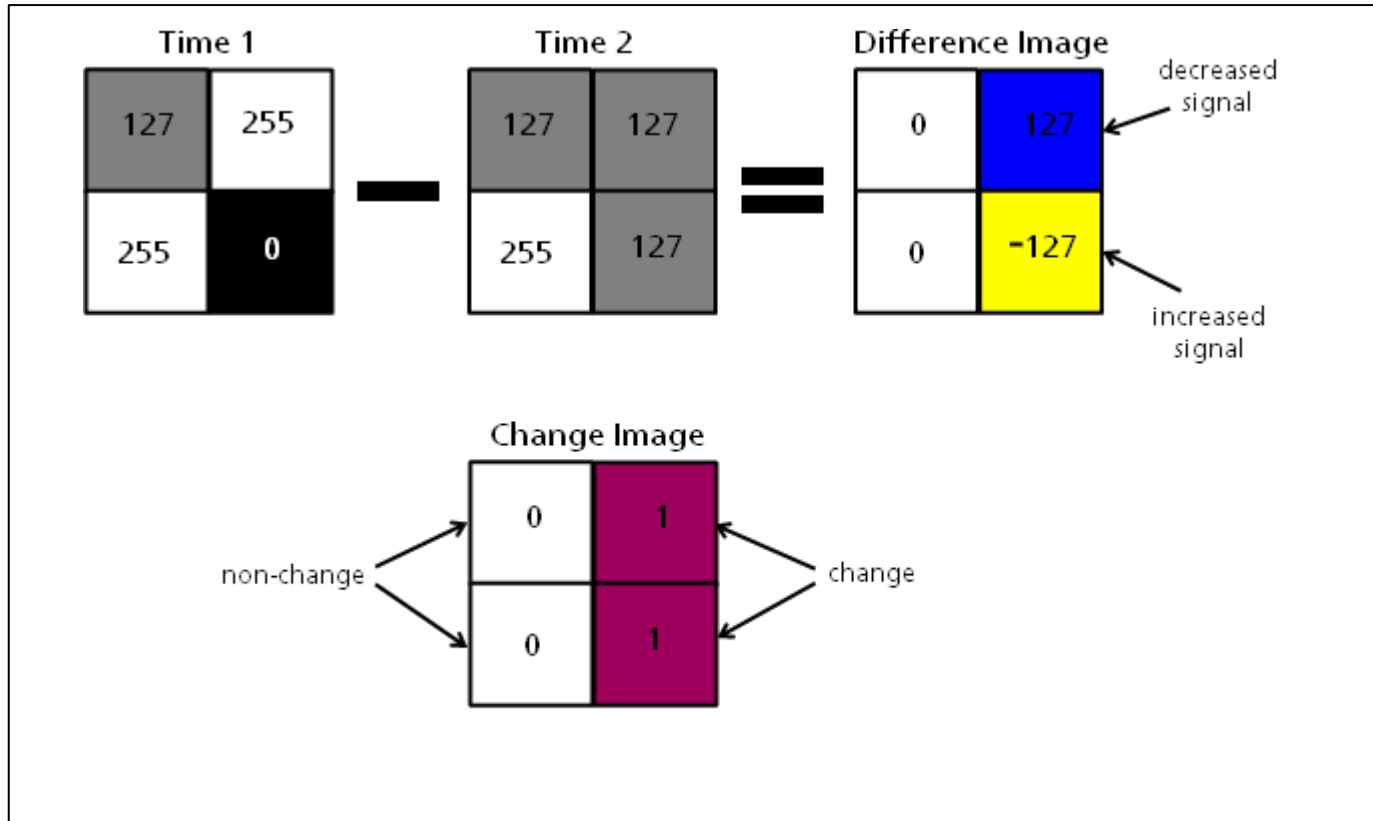 Time 1 Time 2 Difference Image
decreased
signal
127 255 127 127 0 127
255 0 255 127 0 -127
increased
signal
Change Image
0 1
non-change change
0 1